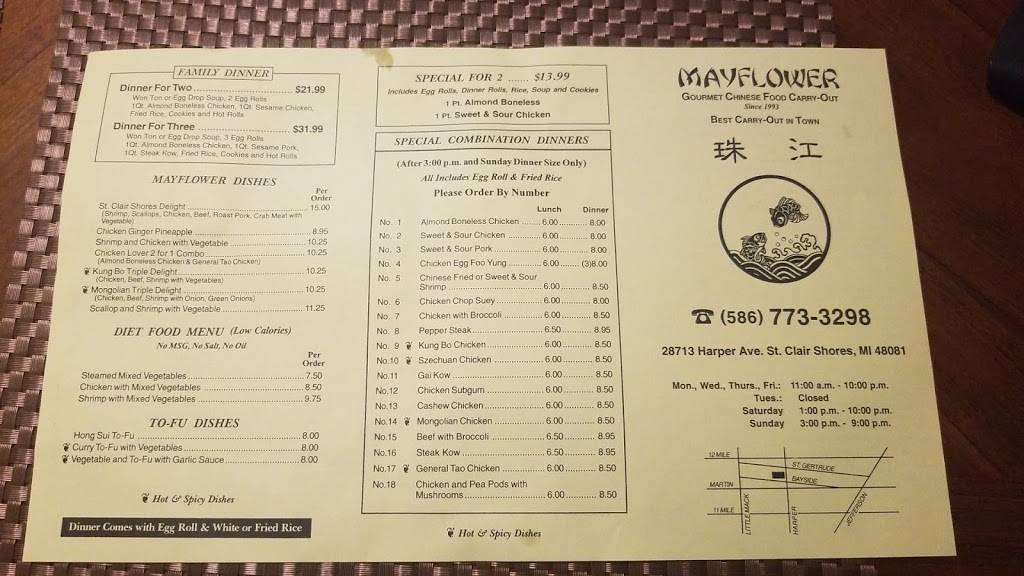 FAMILY DINNER
Dinner For Two ........ $21.99
Won Ton or Egg Drop Soup, 2 Egg Rolls
1Qt. Almond Boneless Chicken, 1Qt. Sesame Chicken,
Fried Rice, Cookies and Hot Rolls
Dinner For Three ........ $31.99
Won Ton or Egg Drop Soup, 3 Egg Rolls
1Qt. Almond Boneless Chicken, 1Qt. Sesame Pork,
1Qt. Steak Kow, Fried Rice, Cookies and Hot Rolls
MAYFLOWER DISHES
Per
Order
St. Clair Shores Delight ........ 15.00
(Shrimp, Scallops, Chicken, Beef, Roast Pork, Crab Meat with
Vegetable)
Chicken Ginger Pineapple ........ 8.95
Shrimp and Chicken with Vegetable ........ 10.25
Chicken Lover 2 for 1 Combo ........ 10.25
(Almond Boneless Chicken & General Tao Chicken)
Kung Bo Triple Delight ........ 10.25
(Chicken, Beef, Shrimp with Vegetables)
Mongolian Triple Delight ........ 10.25
(Chicken, Beef, Shrimp with Onion, Green Onions)
Scallop and Shrimp with Vegetable ........ 11.25
DIET FOOD MENU (Low Calories)
No MSG, No Salt, No Oil
Per
Order
Steamed Mixed Vegetables ........ 7.50
Chicken with Mixed Vegetables ........ 8.50
Shrimp with Mixed Vegetables ........ 9.75
TO-FU DISHES
Hong Sui To-Fu ........ 8.00
Curry To-Fu with Vegetables ........ 8.00
Vegetable and To-Fu with Garlic Sauce ........ 8.00
Hot & Spicy Dishes
Dinner Comes with Egg Roll & White or Fried Rice
SPECIAL FOR 2 ...... $13.99
Includes Egg Rolls, Dinner Rolls, Rice, Soup and Cookies
1 Pt. Almond Boneless
1 Pt. Sweet & Sour Chicken
SPECIAL COMBINATION DINNERS
(After 3:00 p.m. and Sunday Dinner Size Only)
All Includes Egg Roll & Fried Rice
Please Order By Number
Lunch Dinner
No. 1 Almond Boneless Chicken ........ 6.00 ........ 8.00
No. 2 Sweet & Sour Chicken ........ 6.00 ........ 8.00
No. 3 Sweet & Sour Pork ........ 6.00 ........ 8.00
No. 4 Chicken Egg Foo Yung ........ 6.00 ........ (3)8.00
No. 5 Chinese Fried or Sweet & Sour
Shrimp ........ 6.00 ........ 8.50
No. 6 Chicken Chop Suey ........ 6.00 ........ 8.00
No. 7 Chicken with Broccoli ........ 6.00 ........ 8.50
No. 8 Pepper Steak ........ 6.50 ........ 8.95
No. 9 Kung Bo Chicken ........ 6.00 ........ 8.50
No.10 Szechuan Chicken ........ 6.00 ........ 8.50
No.11 Gai Kow ........ 6.00 ........ 8.50
No.12 Chicken Subgum ........ 6.00 ........ 8.50
No.13 Cashew Chicken ........ 6.00 ........ 8.50
No.14 Mongolian Chicken ........ 6.00 ........ 8.50
No.15 Beef with Broccoli ........ 6.50 ........ 8.95
No.16 Steak Kow ........ 6.50 ........ 8.95
No.17 General Tao Chicken ........ 6.00 ........ 8.50
No.18 Chicken and Pea Pods with
Mushrooms ........ 6.00 ........ 8.50
Hot & Spicy Dishes
MAYFLOWER
GOURMET CHINESE FOOD CARRY-OUT
Since 1993
BEST CARRY-OUT IN TOWN
珠 江
☎ (586) 773-3298
28713 Harper Ave. St. Clair Shores, MI 48081
Mon., Wed., Thurs., Fri.: 11:00 a.m. - 10:00 p.m.
Tues.: Closed
Saturday 1:00 p.m. - 10:00 p.m.
Sunday 3:00 p.m. - 9:00 p.m.
12 MILE
ST. GERTRUDE
BAYSIDE
MARTIN
11 MILE
LITTLE MACK
HARPER
JEFFERSON